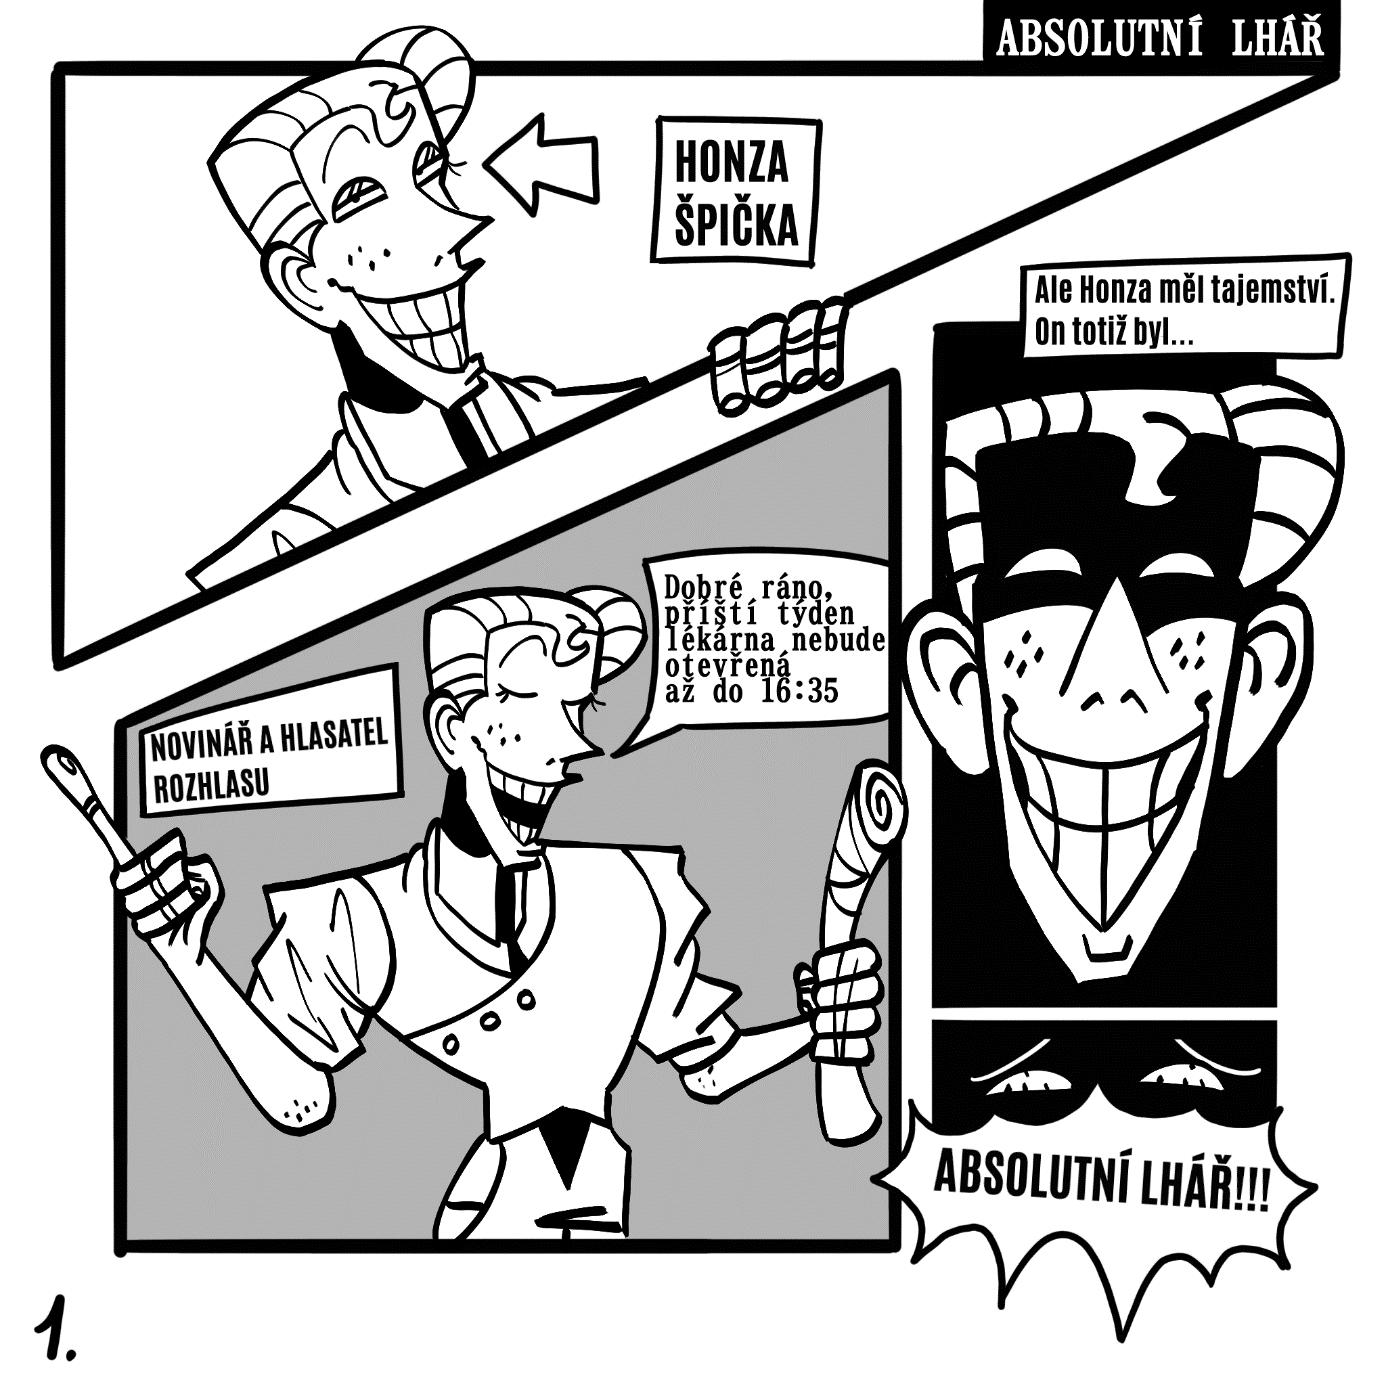 ABSOLUTNÍ LHÁŘ
HONZA
ŠPIČKA
NOVINÁŘ A HLASATEL
ROZHLASU
Dobré ráno,
příští týden
lékárna nebude
otevřená
až do 16:35
Ale Honza měl tajemství.
On totiž byl...
ABSOLUTNÍ LHÁŘ!!!
1.